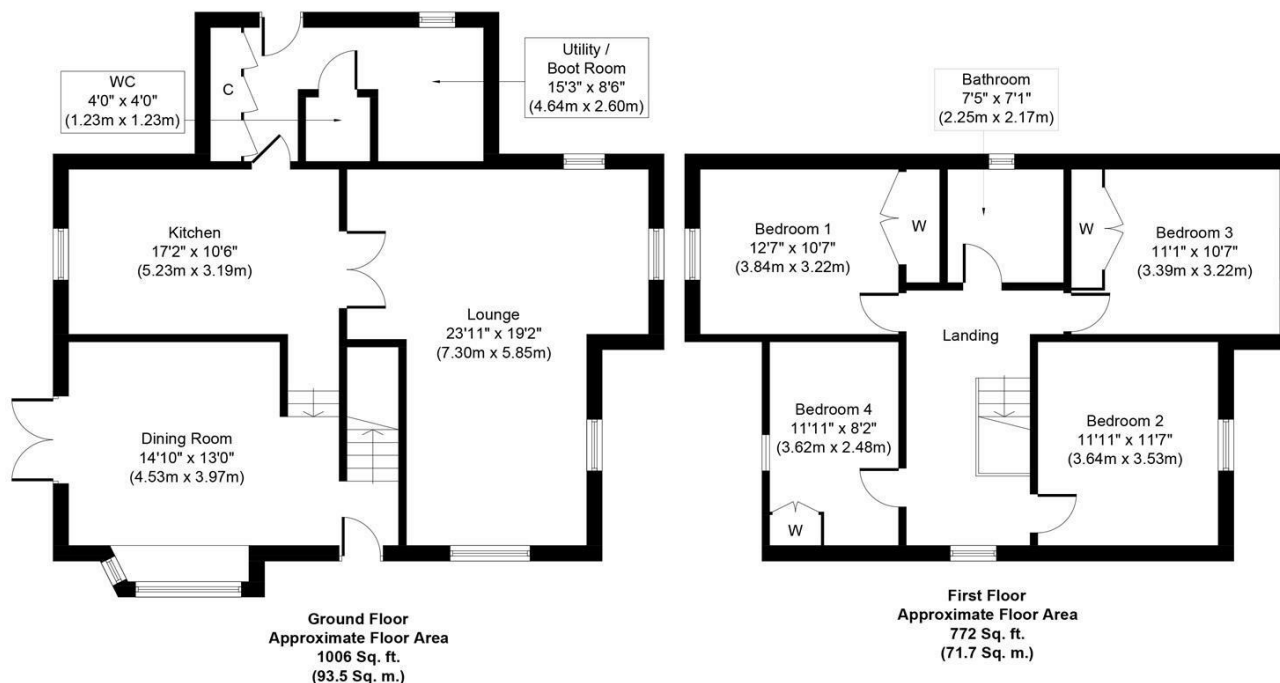 WC
4'0" x 4'0"
(1.23m x 1.23m)
C
Utility /
Boot Room
15'3" x 8'6"
(4.64m x 2.60m)
Kitchen
17'2" x 10'6"
(5.23m x 3.19m)
Lounge
23'11" x 19'2"
(7.30m x 5.85m)
Dining Room
14'10" x 13'0"
(4.53m x 3.97m)
Ground Floor
Approximate Floor Area
1006 Sq. ft.
(93.5 Sq. m.)
Bathroom
7'5" x 7'1"
(2.25m x 2.17m)
Bedroom 1
12'7" x 10'7"
(3.84m x 3.22m)
W
W
Bedroom 3
11'1" x 10'7"
(3.39m x 3.22m)
Landing
Bedroom 4
11'11" x 8'2"
(3.62m x 2.48m)
W
Bedroom 2
11'11" x 11'7"
(3.64m x 3.53m)
First Floor
Approximate Floor Area
772 Sq. ft.
(71.7 Sq. m.)